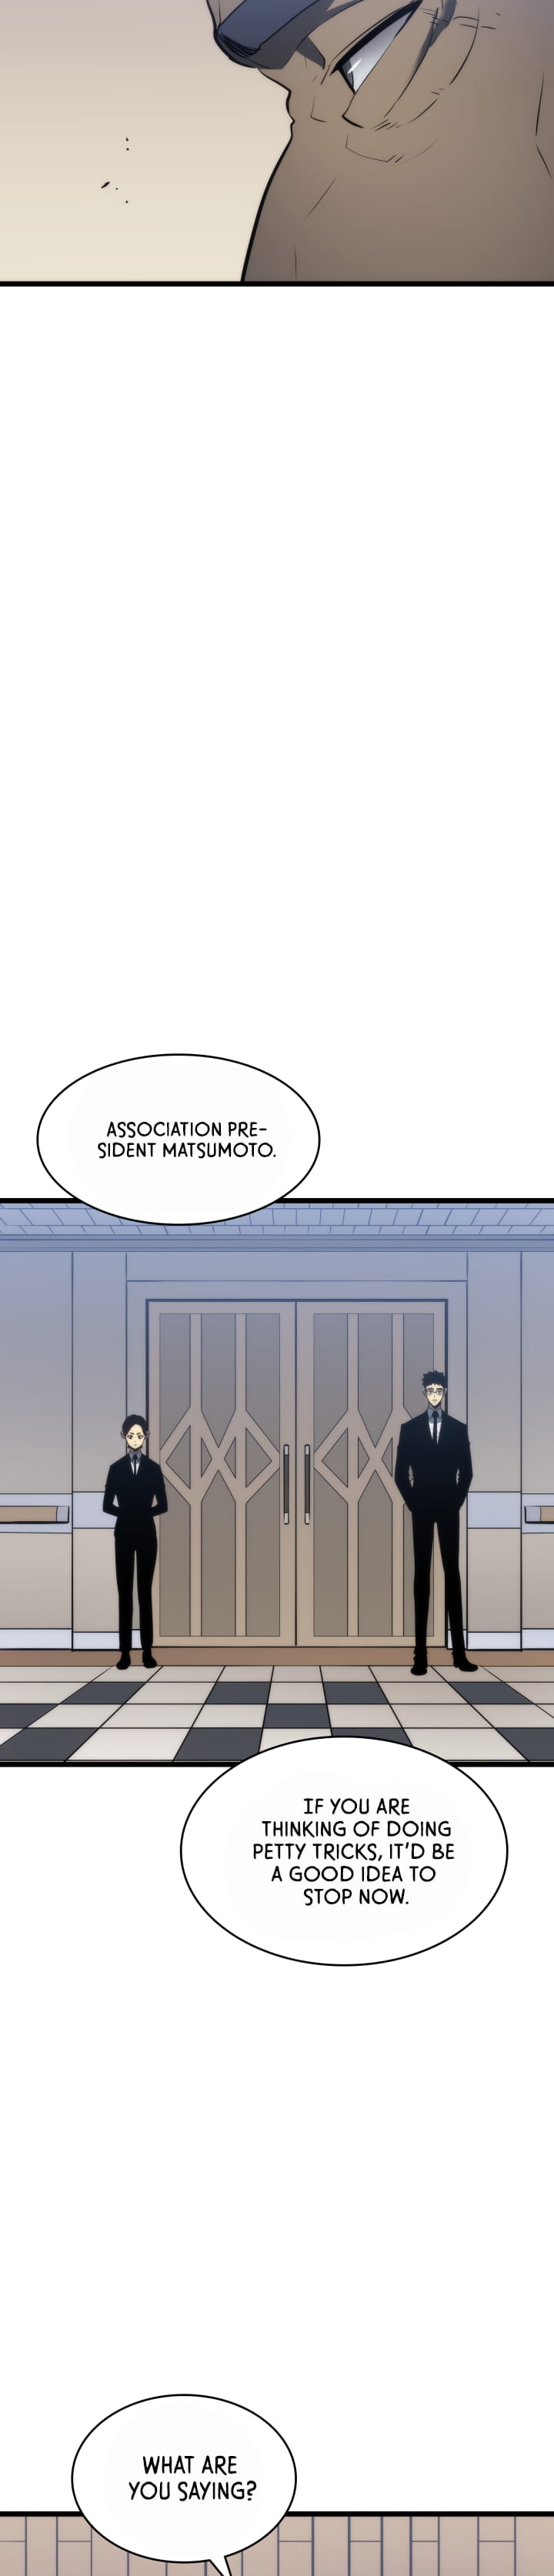 ASSOCIATION PRE-
SIDENT MATSUMOTO.
IF YOU ARE
THINKING OF DOING
PETTY TRICKS, IT'D BE
A GOOD IDEA TO
STOP NOW.
WHAT ARE
YOU SAYING?